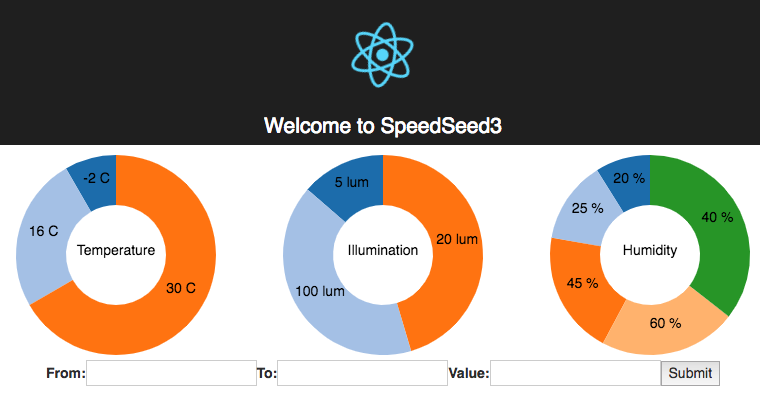 Welcome to SpeedSeed3
-2 C
16 C
Temperature
30 C
5 lum
20 lum
Illumination
100 lum
20 %
25 %
40 %
Humidity
45 %
60 %
From:
To:
Value:
Submit